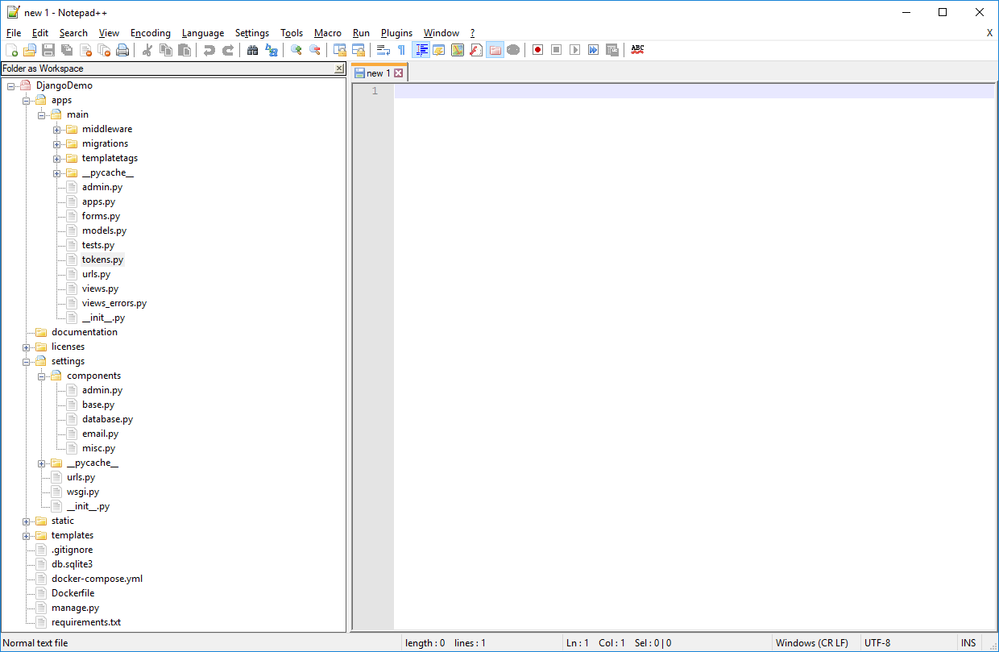 new 1 - Notepad++
File Edit Search View Encoding Language Settings Tools Macro Run Plugins Window ? X
ABC
Folder as Workspace
new 1
DjangoDemo
1
apps
main
middleware
migrations
templatetags
__pycache__
admin.py
apps.py
forms.py
models.py
tests.py
tokens.py
urls.py
views.py
views_errors.py
__init__.py
documentation
licenses
settings
components
admin.py
base.py
database.py
email.py
misc.py
__pycache__
urls.py
wsgi.py
__init__.py
static
templates
.gitignore
db.sqlite3
docker-compose.yml
Dockerfile
manage.py
requirements.txt
Normal text file length : 0 lines : 1 Ln : 1 Col : 1 Sel : 0 | 0 Windows (CR LF) UTF-8 INS